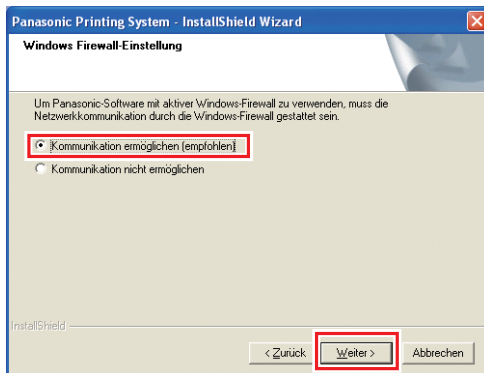 Panasonic Printing System - InstallShield Wizard
Windows Firewall-Einstellung
Um Panasonic-Software mit aktiver Windows-Firewall zu verwenden, muss die
Netzwerkkommunikation durch die Windows-Firewall gestattet sein.
Kommunikation ermöglichen (empfohlen)
Kommunikation nicht ermöglichen
InstallShield
< Zurück Weiter > Abbrechen